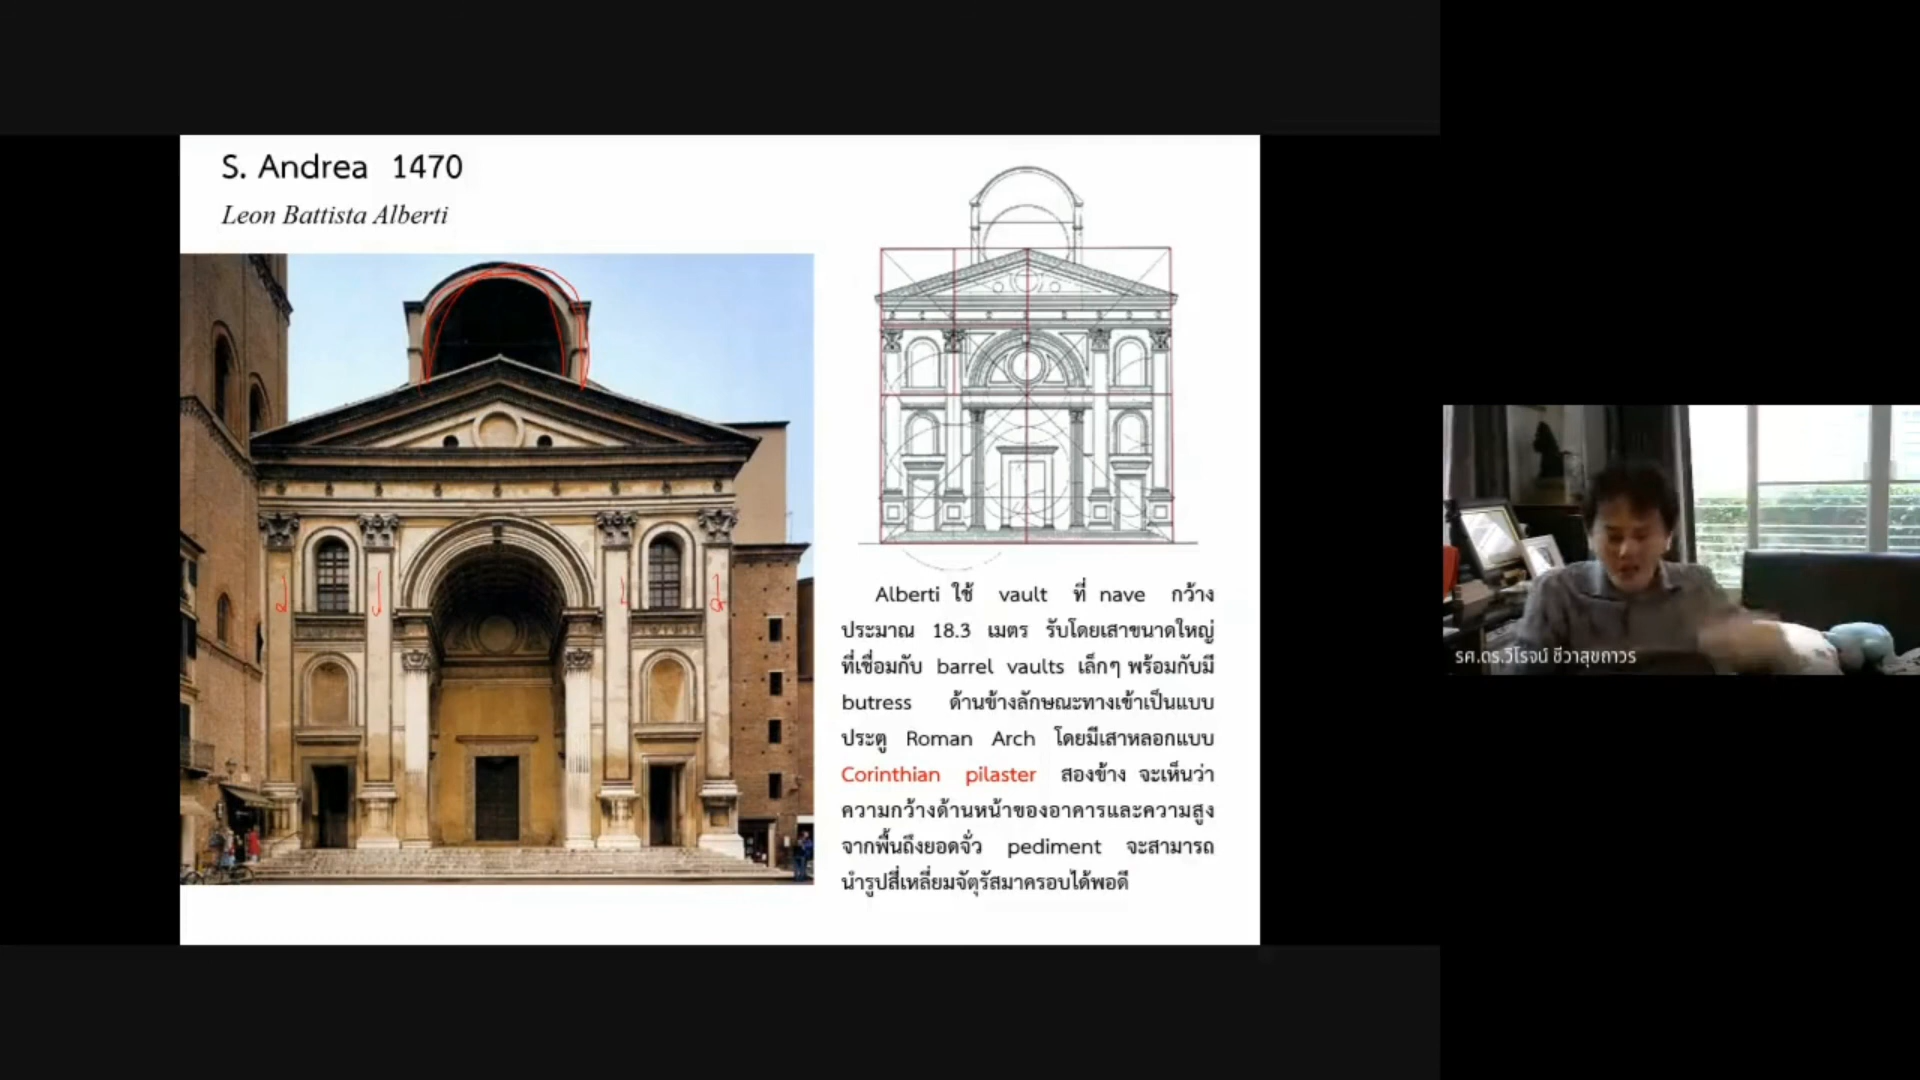 S. Andrea 1470
Leon Battista Alberti
Alberti ใช้ vault ที่ nave กว้าง
ประมาณ 18.3 เมตร รับโดยเสาขนาดใหญ่
ที่เชื่อมกับ barrel vaults เล็กๆ พร้อมกับมี
butress ด้านข้างลักษณะทางเข้าเป็นแบบ
ประตู Roman Arch โดยมีเสาหลอกแบบ
Corinthian pilaster สองข้าง จะเห็นว่า
ความกว้างด้านหน้าของอาคารและความสูง
จากพื้นถึงยอดจั่ว pediment จะสามารถ
นำรูปสี่เหลี่ยมจัตุรัสมาครอบได้พอดี
รศ.ดร.วิโรจน์ ชีวาสุขถาวร